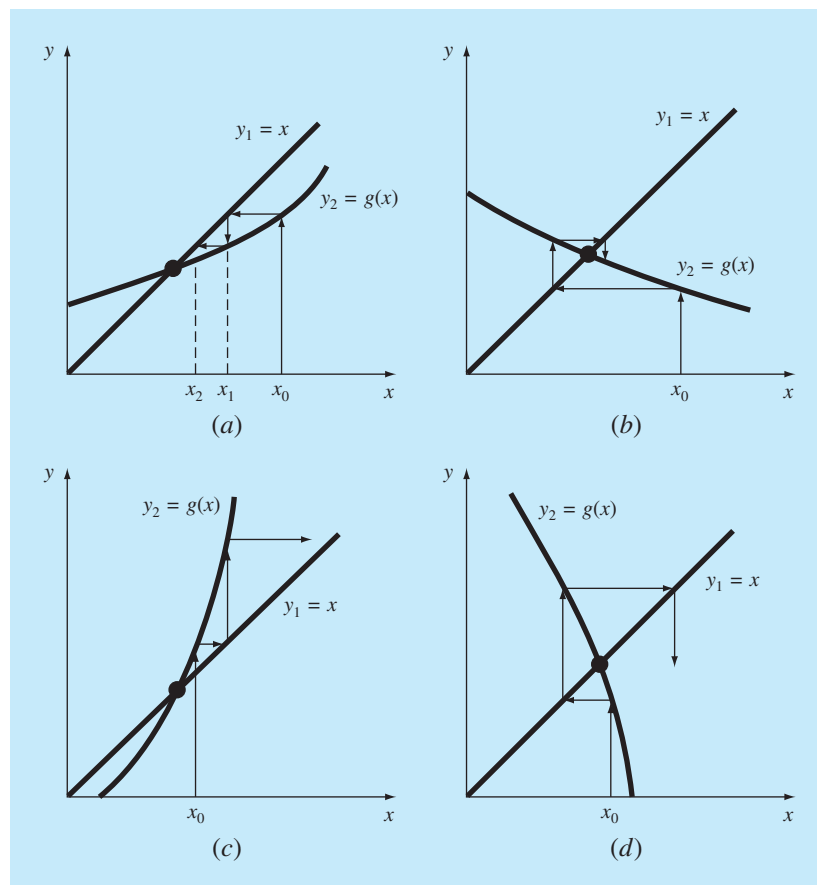 y
y₁ = x
y₂ = g(x)
x₂ x₁ x₀ x
(a)
y
y₁ = x
y₂ = g(x)
x₀ x
(b)
y
y₂ = g(x)
y₁ = x
x₀ x
(c)
y
y₂ = g(x)
y₁ = x
x₀ x
(d)